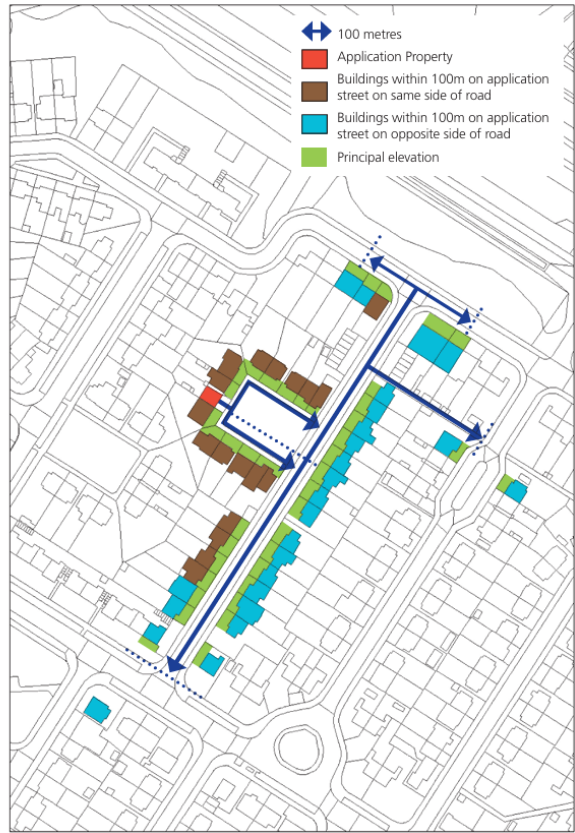 100 metres
Application Property
Buildings within 100m on application
street on same side of road
Buildings within 100m on application
street on opposite side of road
Principal elevation